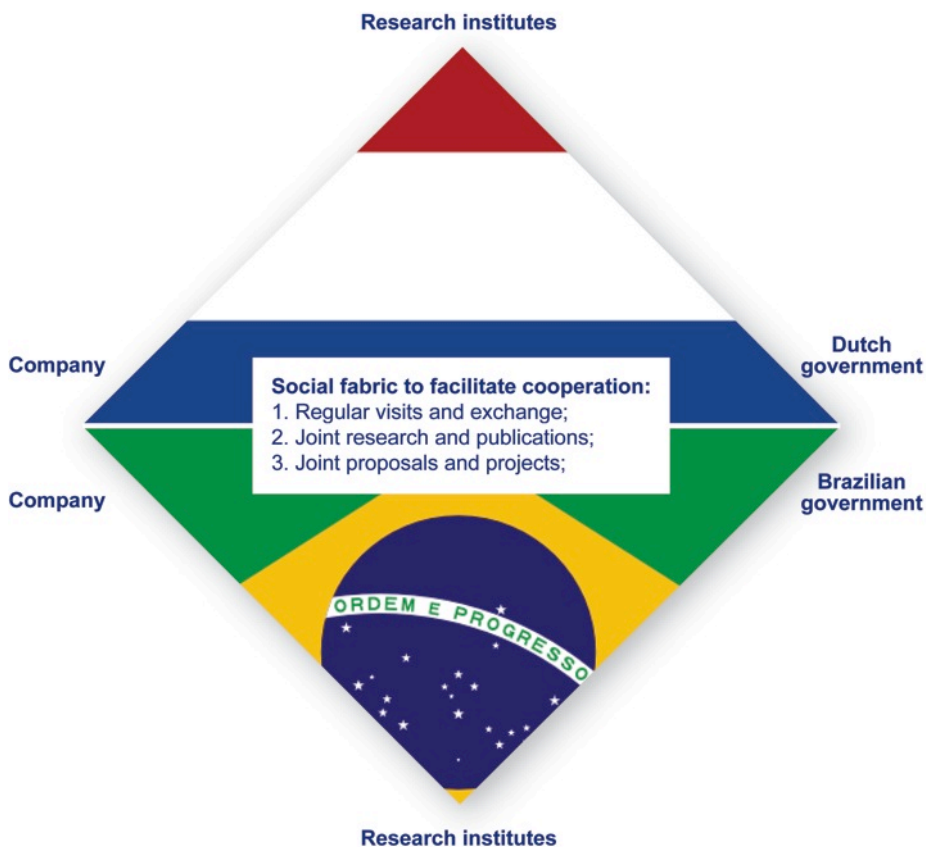 Research institutes
Company
Dutch
government
Social fabric to facilitate cooperation:
1. Regular visits and exchange;
2. Joint research and publications;
3. Joint proposals and projects;
Company
Brazilian
government
ORDEM E PROGRESSO
Research institutes